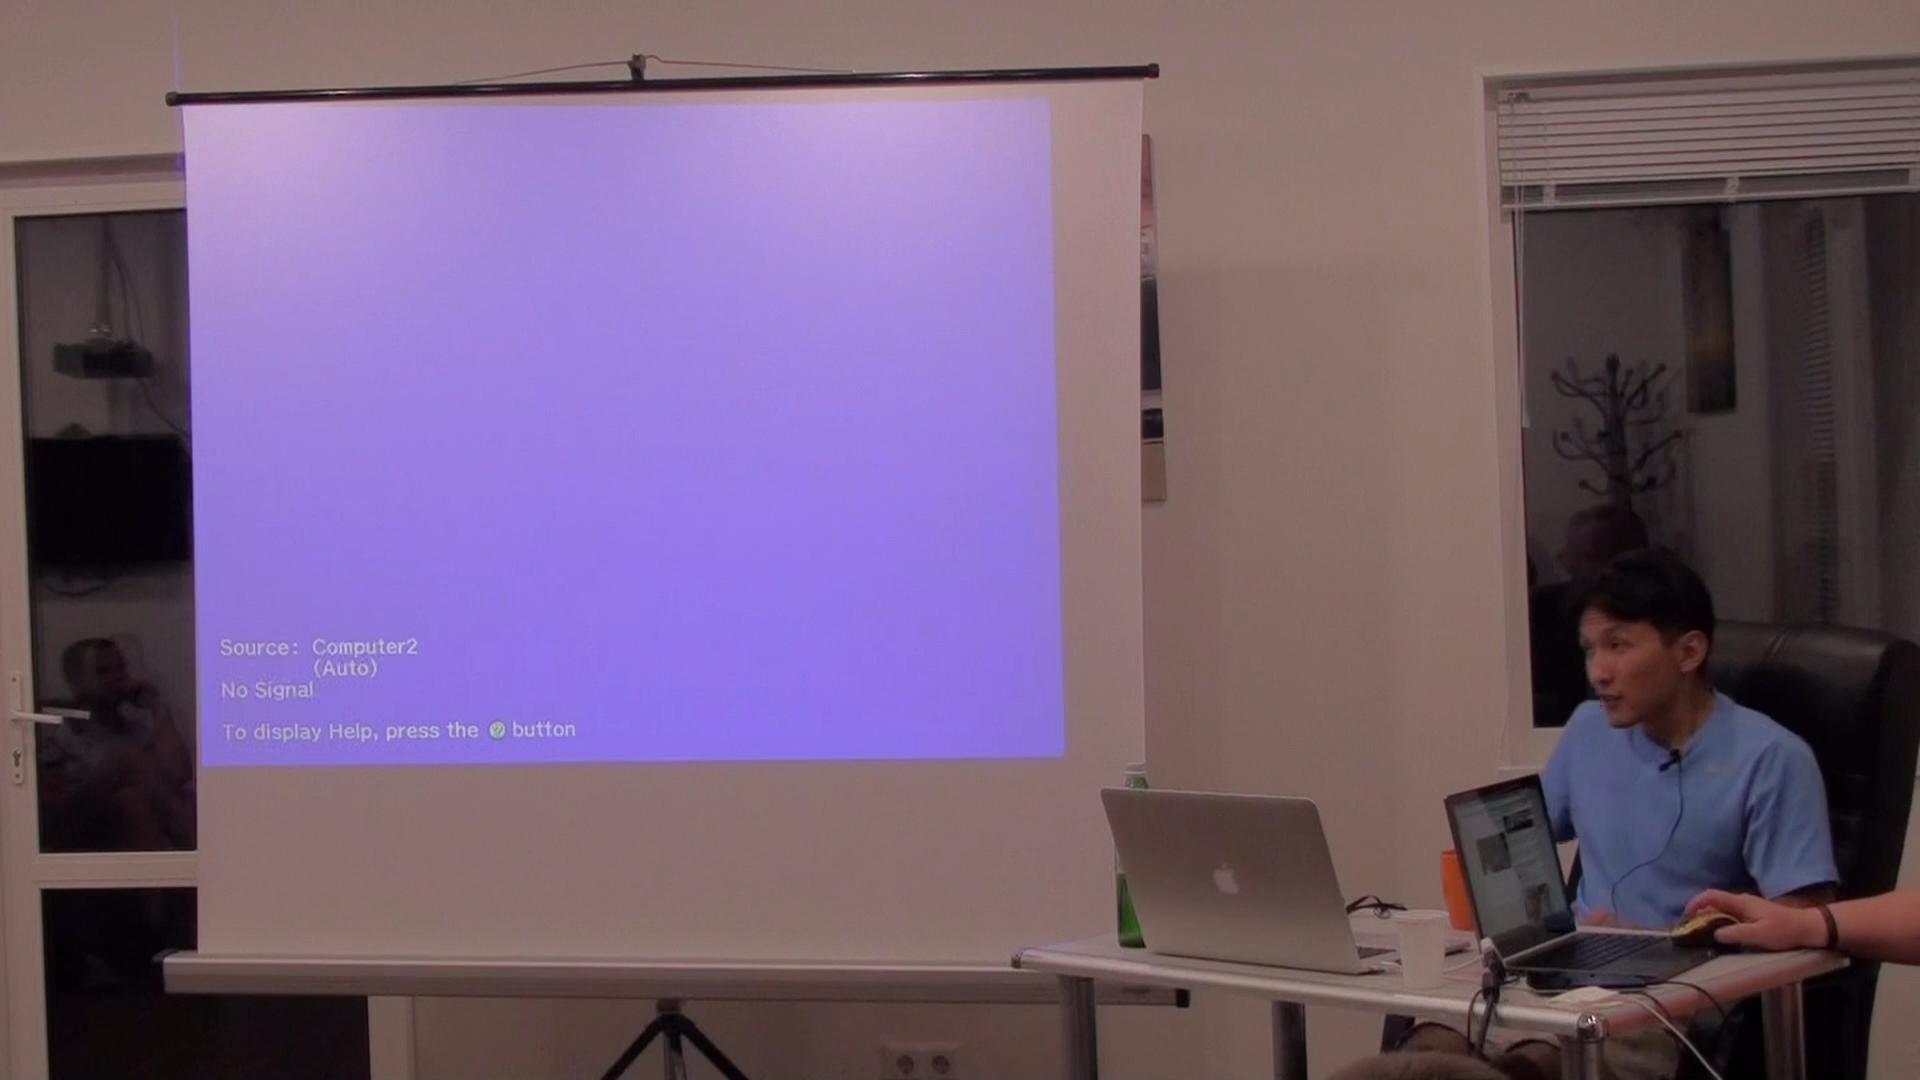 Source: Computer2
(Auto)
No Signal
To display Help, press the ? button